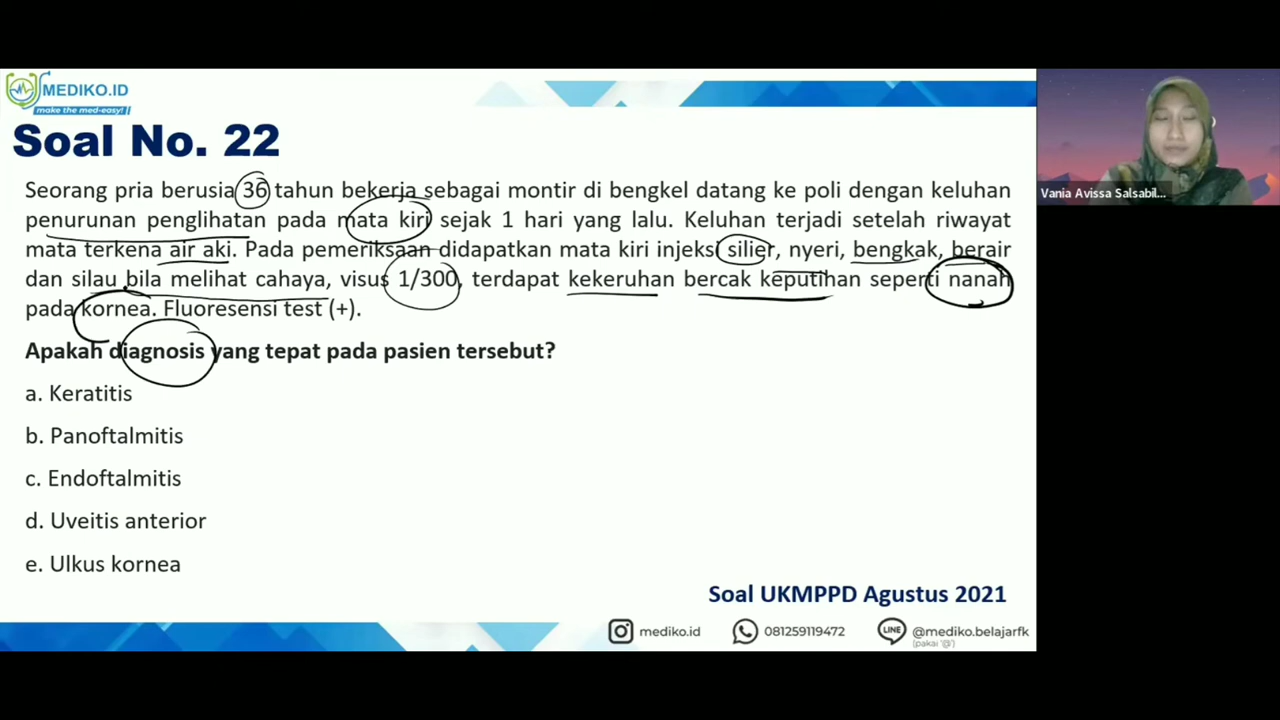 MEDIKO.ID
make the med-easy!
Soal No. 22
Seorang pria berusia 36 tahun bekerja sebagai montir di bengkel datang ke poli dengan keluhan
penurunan penglihatan pada mata kiri sejak 1 hari yang lalu. Keluhan terjadi setelah riwayat
mata terkena air aki. Pada pemeriksaan didapatkan mata kiri injeksi silier, nyeri, bengkak, berair
dan silau bila melihat cahaya, visus 1/300, terdapat kekeruhan bercak keputihan seperti nanah
pada kornea. Fluoresensi test (+).
Apakah diagnosis yang tepat pada pasien tersebut?
a. Keratitis
b. Panoftalmitis
c. Endoftalmitis
d. Uveitis anterior
e. Ulkus kornea
Soal UKMPPD Agustus 2021
mediko.id
081259119472
LINE
@mediko.belajarfk
(pakai '@')
Vania Avissa Salsabil...